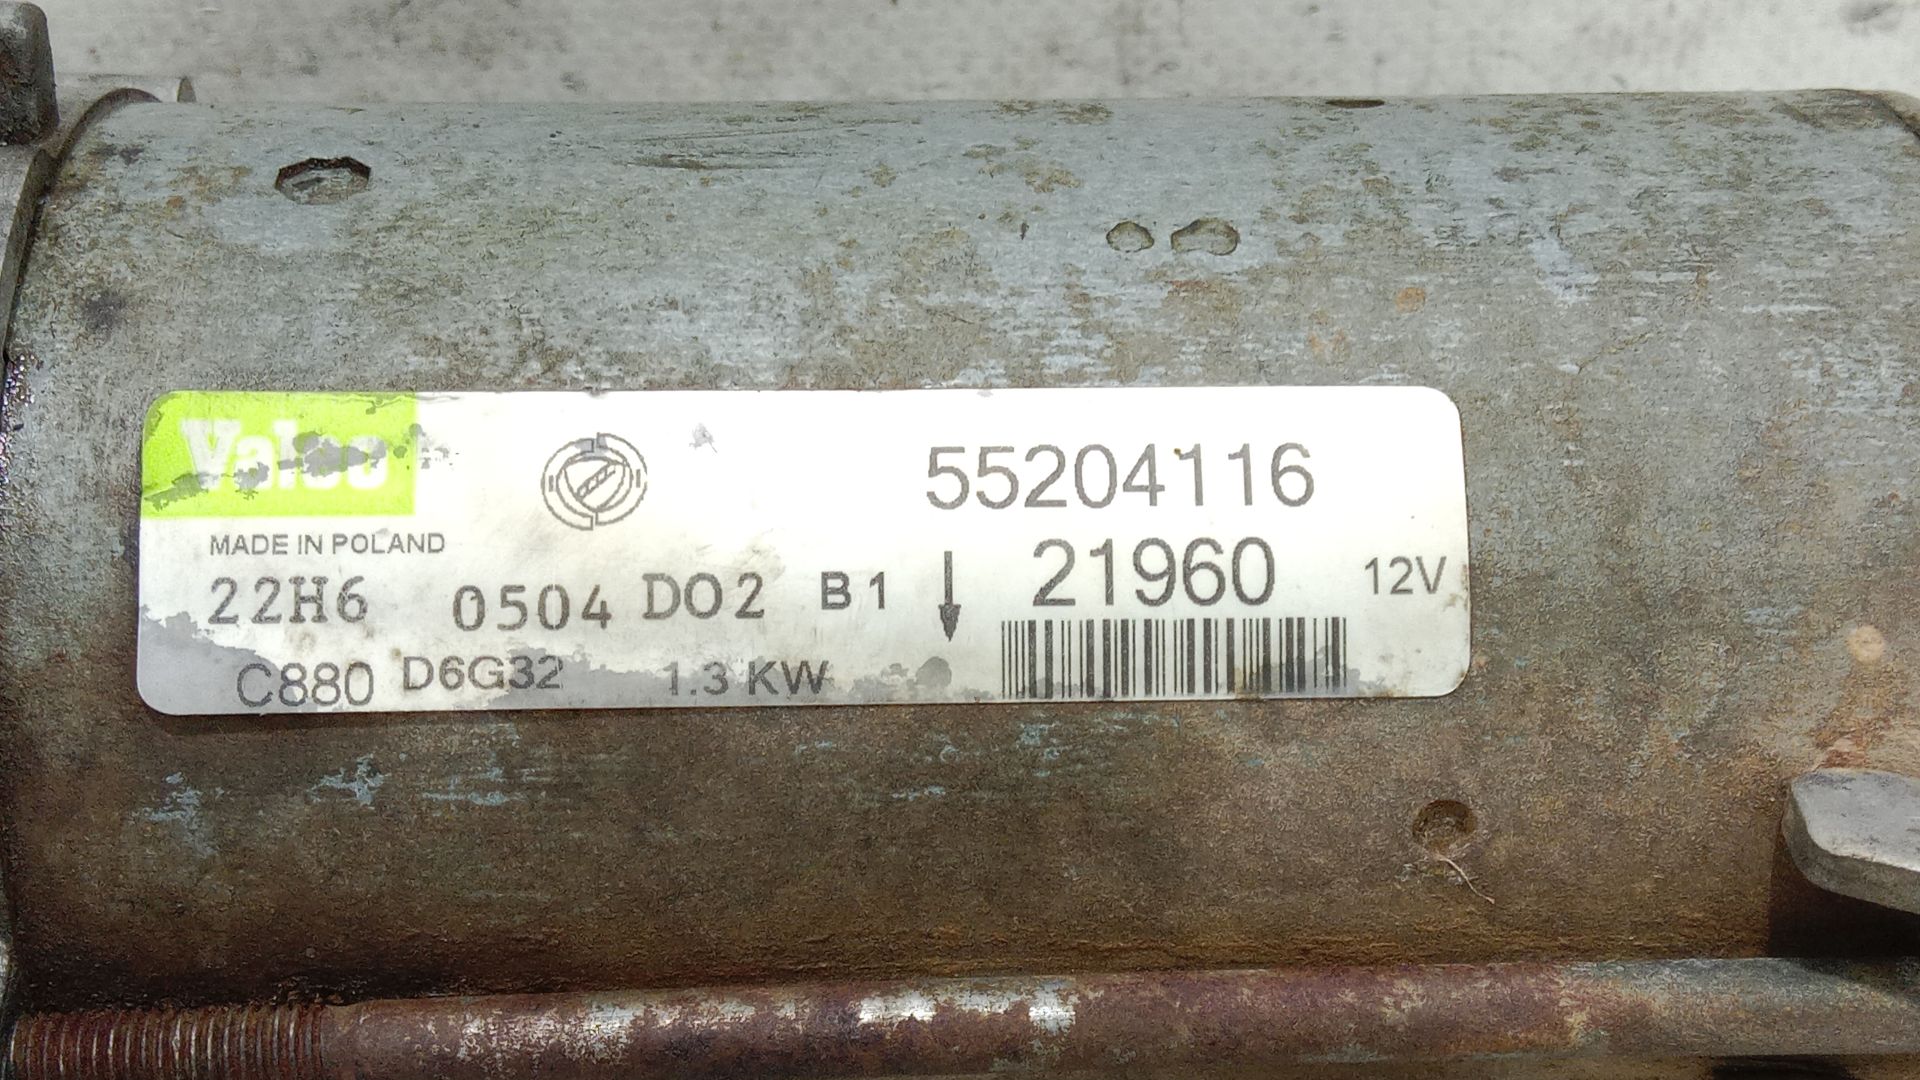 Valeo
55204116
MADE IN POLAND
21960 12V
22H6 0504 D02 B1
C880 D6G32 1.3 KW